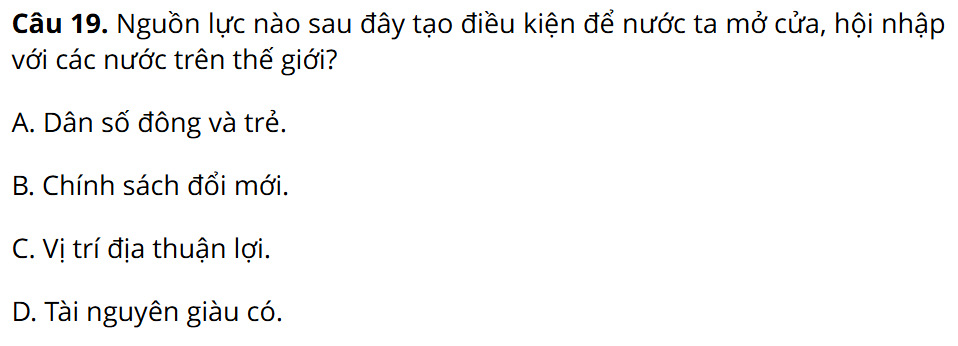 Câu 19. Nguồn lực nào sau đây tạo điều kiện để nước ta mở cửa, hội nhập
với các nước trên thế giới?
A. Dân số đông và trẻ.
B. Chính sách đổi mới.
C. Vị trí địa thuận lợi.
D. Tài nguyên giàu có.